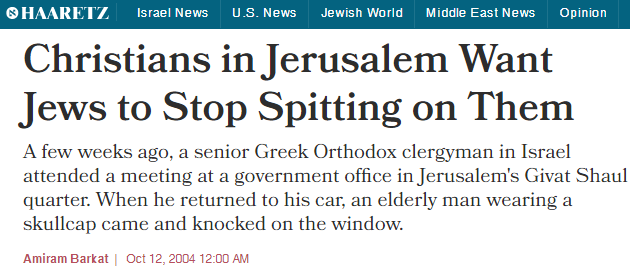 HAARETZ Israel News U.S. News Jewish World Middle East News Opinion
Christians in Jerusalem Want
Jews to Stop Spitting on Them
A few weeks ago, a senior Greek Orthodox clergyman in Israel
attended a meeting at a government office in Jerusalem's Givat Shaul
quarter. When he returned to his car, an elderly man wearing a
skullcap came and knocked on the window.
Amiram Barkat | Oct 12, 2004 12:00 AM